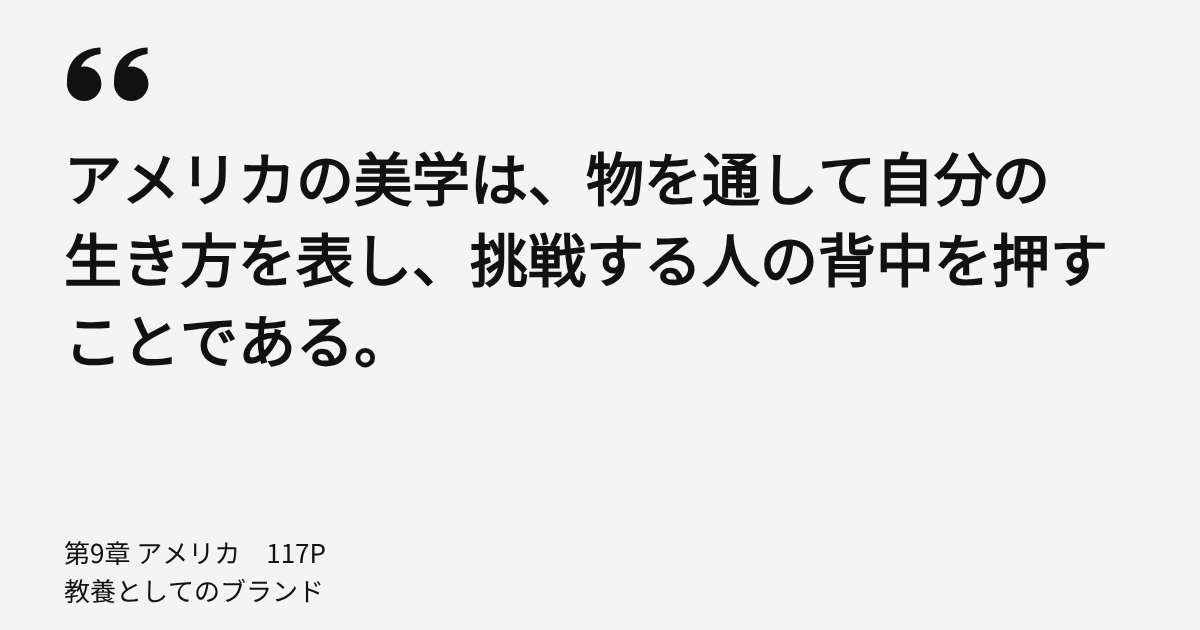 “
アメリカの美学は、物を通して自分の
生き方を表し、挑戦する人の背中を押す
ことである。
第9章 アメリカ　117P
教養としてのブランド